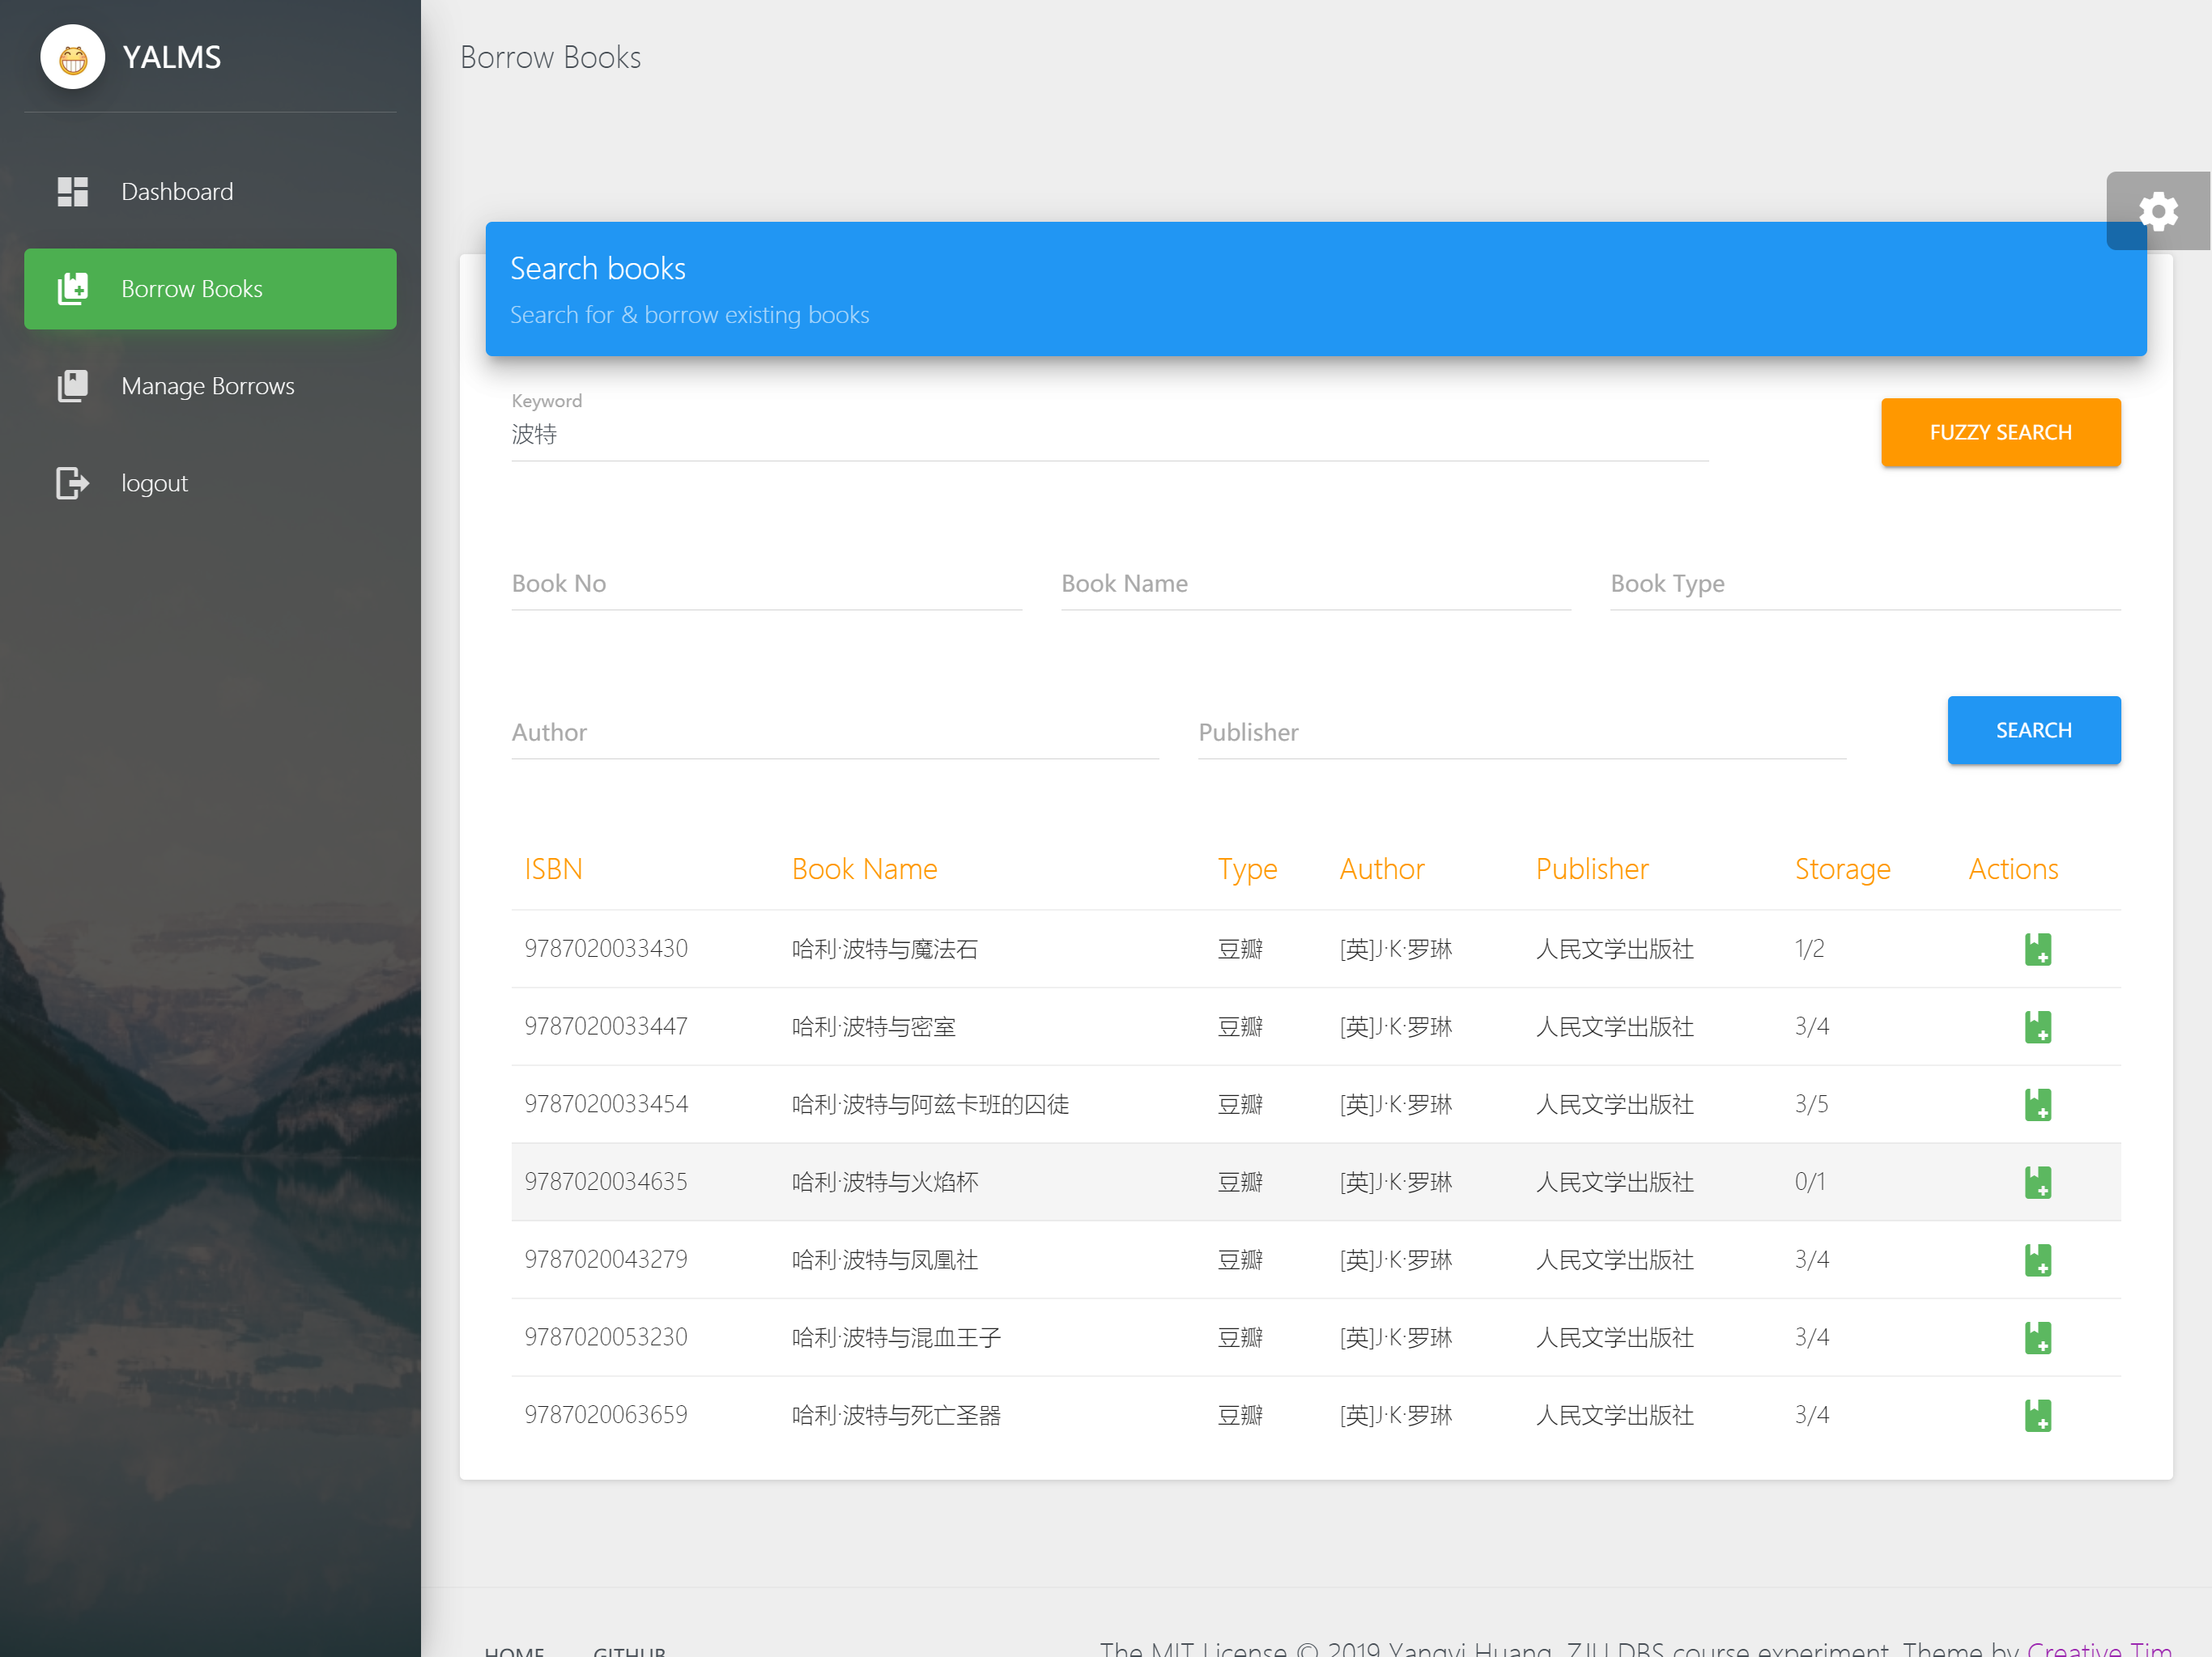 YALMS
Dashboard
Borrow Books
Manage Borrows
logout
Borrow Books
Search books
Search for & borrow existing books
Keyword
波特
FUZZY SEARCH
Book No Book Name Book Type
Author Publisher SEARCH
ISBN Book Name Type Author Publisher Storage Actions
9787020033430 哈利·波特与魔法石 豆瓣 [英]J·K·罗琳 人民文学出版社 1/2
9787020033447 哈利·波特与密室 豆瓣 [英]J·K·罗琳 人民文学出版社 3/4
9787020033454 哈利·波特与阿兹卡班的囚徒 豆瓣 [英]J·K·罗琳 人民文学出版社 3/5
9787020034635 哈利·波特与火焰杯 豆瓣 [英]J·K·罗琳 人民文学出版社 0/1
9787020043279 哈利·波特与凤凰社 豆瓣 [英]J·K·罗琳 人民文学出版社 3/4
9787020053230 哈利·波特与混血王子 豆瓣 [英]J·K·罗琳 人民文学出版社 3/4
9787020063659 哈利·波特与死亡圣器 豆瓣 [英]J·K·罗琳 人民文学出版社 3/4
HOME GITHUB The MIT License © 2019 Yangyi Huang, ZJU DBS course experiment. Theme by Creative Tim